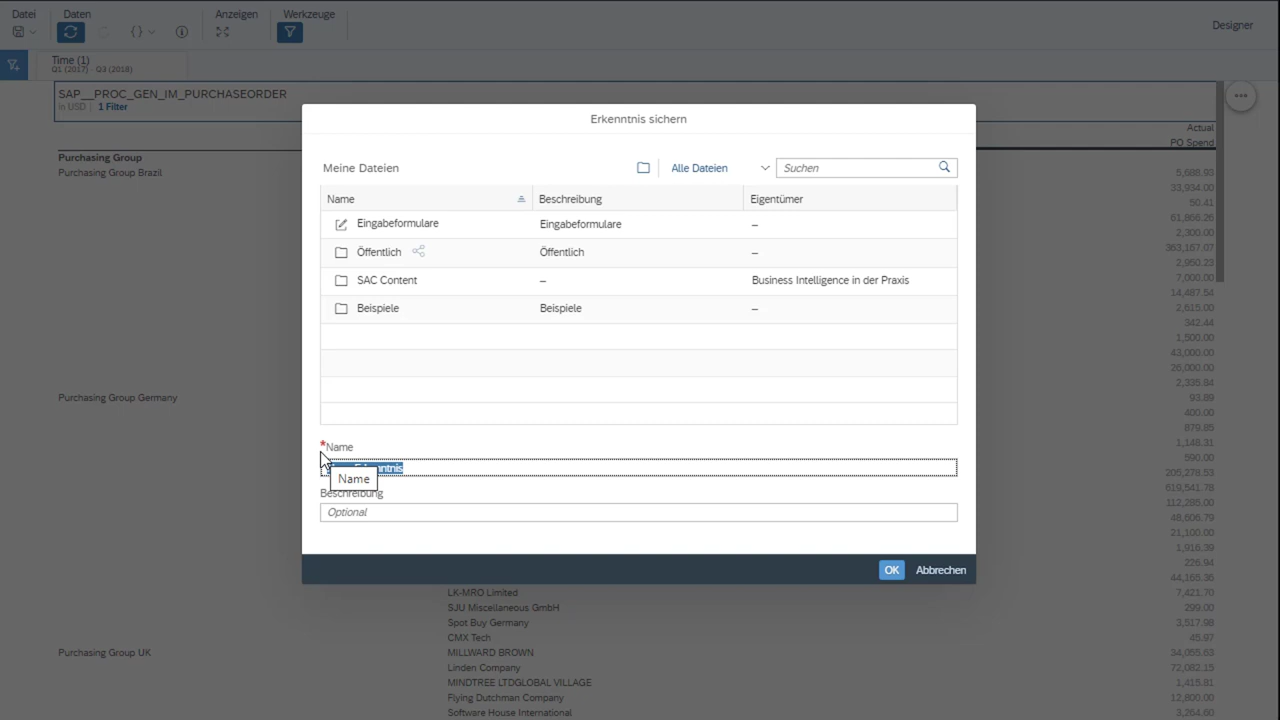 Datei
Daten
Anzeigen
Werkzeuge
Designer
Time (1)
Q1 (2017) - Q3 (2018)
SAP__PROC_GEN_IM_PURCHASEORDER
in USD | 1 Filter
Actual
PO Spend
Purchasing Group
Purchasing Group Brazil
5,688.93
33,934.00
50.41
61,866.26
2,300.00
363,167.07
2,950.23
7,000.00
14,487.54
2,615.00
342.44
1,500.00
43,000.00
26,000.00
2,335.84
Purchasing Group Germany
93.89
400.00
879.85
1,148.31
590.00
205,278.53
619,541.78
112,285.00
48,606.79
21,100.00
1,916.39
226.94
44,165.36
LK-MRO Limited
7,421.70
SJU Miscellaneous GmbH
299.00
Spot Buy Germany
3,517.98
CMX Tech
45.97
Purchasing Group UK
MILLWARD BROWN
34,055.63
Linden Company
72,082.15
MINDTREE LTDGLOBAL VILLAGE
1,415.81
Flying Dutchman Company
12,800.00
Software House International
3,264.60
Erkenntnis sichern
Meine Dateien
Alle Dateien
Suchen
Name
Beschreibung
Eigentümer
Eingabeformulare
Eingabeformulare
–
Öffentlich
Öffentlich
–
SAC Content
–
Business Intelligence in der Praxis
Beispiele
Beispiele
–
*Name
Name
Beschreibung
Optional
OK
Abbrechen